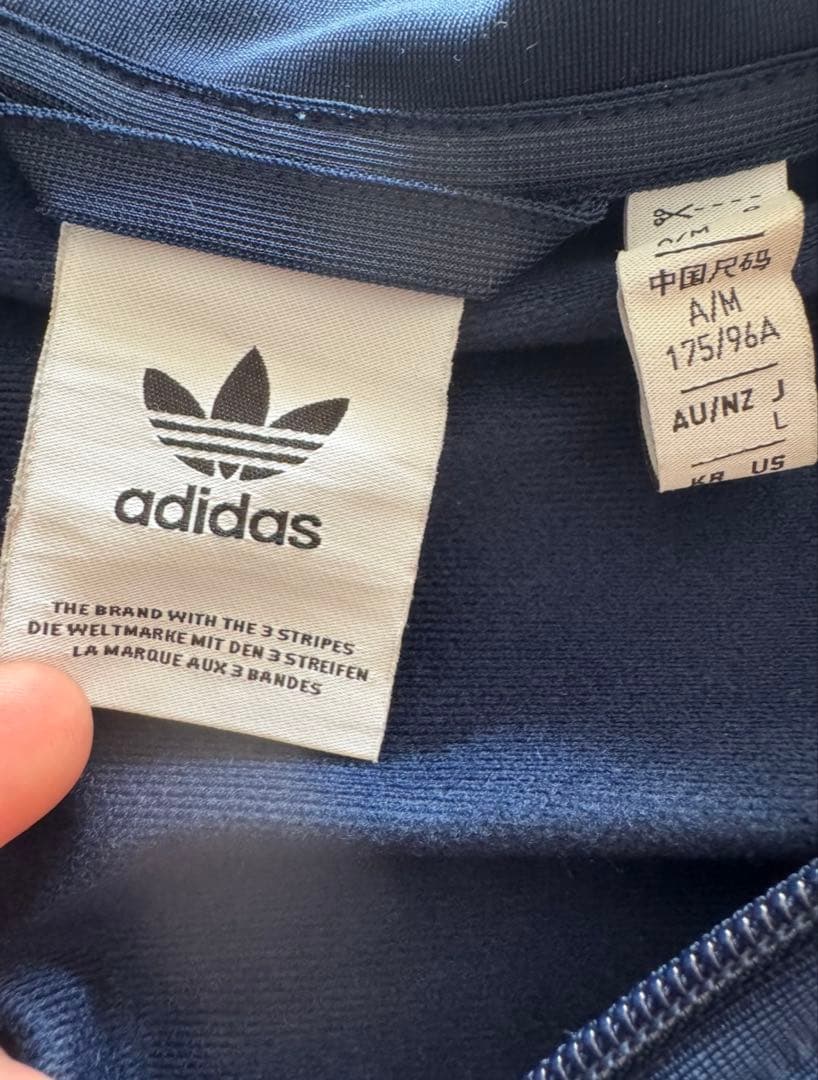 adidas
THE BRAND WITH THE 3 STRIPES
DIE WELTMARKE MIT DEN 3 STREIFEN
LA MARQUE AUX 3 BANDES
中国尺码
A/M
175/96A
AU/NZ J
L
KR US